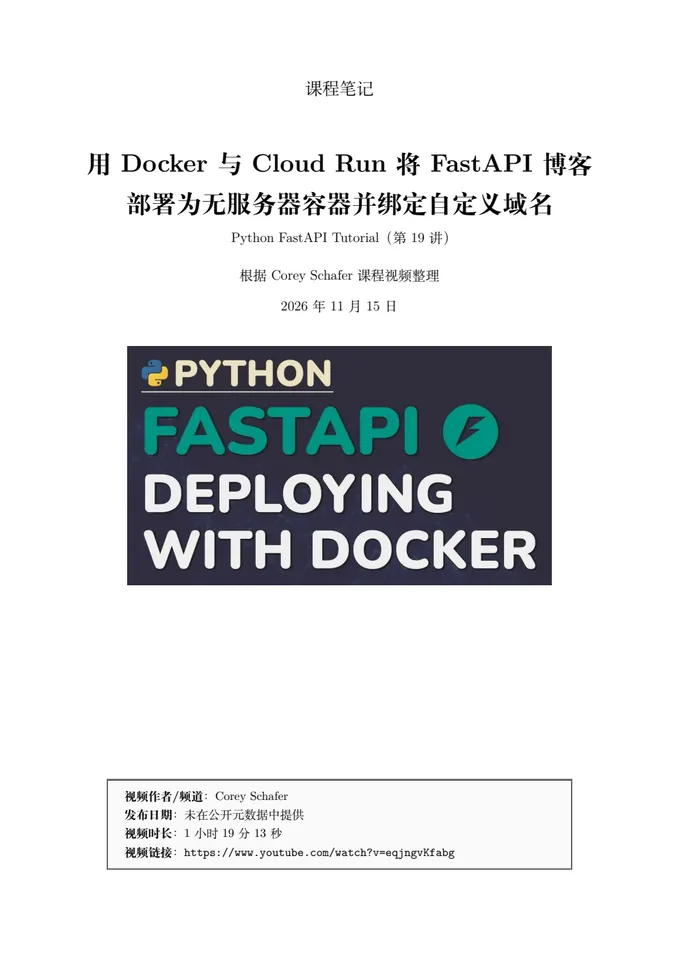 课程笔记
用 Docker 与 Cloud Run 将 FastAPI 博客
部署为无服务器容器并绑定自定义域名
Python FastAPI Tutorial（第 19 讲）
根据 Corey Schafer 课程视频整理
2026 年 11 月 15 日
PYTHON
FASTAPI
DEPLOYING
WITH DOCKER
视频作者/频道：Corey Schafer
发布日期：未在公开元数据中提供
视频时长：1 小时 19 分 13 秒
视频链接：https://www.youtube.com/watch?v=eqjngvKfabg